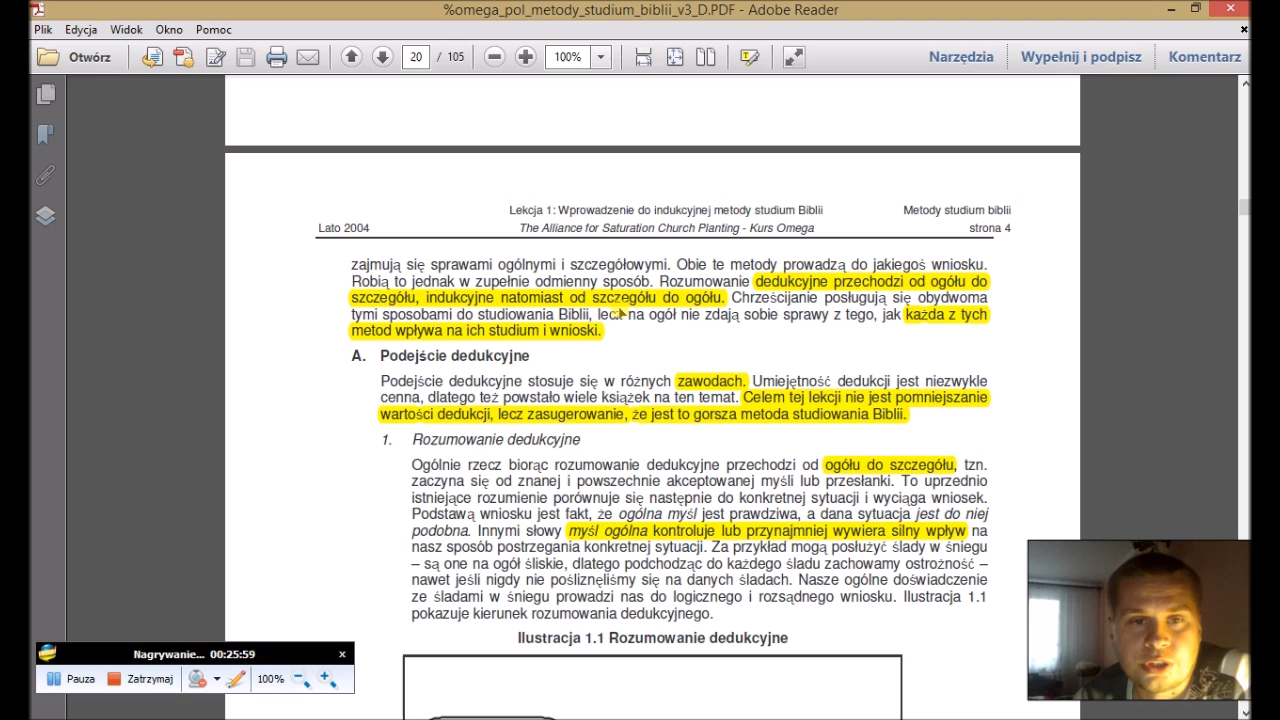 %omega_pol_metody_studium_biblii_v3_D.PDF - Adobe Reader
Plik Edycja Widok Okno Pomoc
Otwórz 20 / 105 100% Narzędzia Wypełnij i podpisz Komentarz
Lekcja 1: Wprowadzenie do indukcyjnej metody studium Biblii Metody studium biblii
Lato 2004 The Alliance for Saturation Church Planting - Kurs Omega strona 4
zajmują się sprawami ogólnymi i szczegółowymi. Obie te metody prowadzą do jakiegoś wniosku.
Robią to jednak w zupełnie odmienny sposób. Rozumowanie dedukcyjne przechodzi od ogółu do
szczegółu, indukcyjne natomiast od szczegółu do ogółu. Chrześcijanie posługują się obydwoma
tymi sposobami do studiowania Biblii, lecz na ogół nie zdają sobie sprawy z tego, jak każda z tych
metod wpływa na ich studium i wnioski.
A. Podejście dedukcyjne
Podejście dedukcyjne stosuje się w różnych zawodach. Umiejętność dedukcji jest niezwykle
cenna, dlatego też powstało wiele książek na ten temat. Celem tej lekcji nie jest pomniejszanie
wartości dedukcji, lecz zasugerowanie, że jest to gorsza metoda studiowania Biblii.
1. Rozumowanie dedukcyjne
Ogólnie rzecz biorąc rozumowanie dedukcyjne przechodzi od ogółu do szczegółu, tzn.
zaczyna się od znanej i powszechnie akceptowanej myśli lub przesłanki. To uprzednio
istniejące rozumienie porównuje się następnie do konkretnej sytuacji i wyciąga wniosek.
Podstawą wniosku jest fakt, że ogólna myśl jest prawdziwa, a dana sytuacja jest do niej
podobna. Innymi słowy myśl ogólna kontroluje lub przynajmniej wywiera silny wpływ na
nasz sposób postrzegania konkretnej sytuacji. Za przykład mogą posłużyć ślady w śniegu
– są one na ogół śliskie, dlatego podchodząc do każdego śladu zachowamy ostrożność –
nawet jeśli nigdy nie pośliznęliśmy się na danych śladach. Nasze ogólne doświadczenie
ze śladami w śniegu prowadzi nas do logicznego i rozsądnego wniosku. Ilustracja 1.1
pokazuje kierunek rozumowania dedukcyjnego.
Ilustracja 1.1 Rozumowanie dedukcyjne
Nagrywanie... 00:25:59 x
Pauza Zatrzymaj 100%